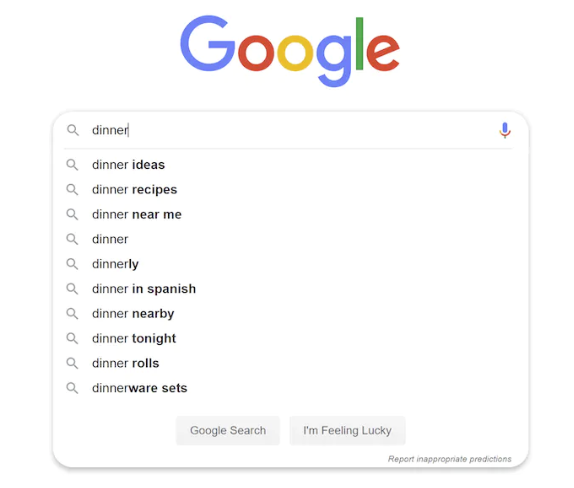 Google
dinner
dinner ideas
dinner recipes
dinner near me
dinner
dinnerly
dinner in spanish
dinner nearby
dinner tonight
dinner rolls
dinnerware sets
Google Search
I'm Feeling Lucky
Report inappropriate predictions